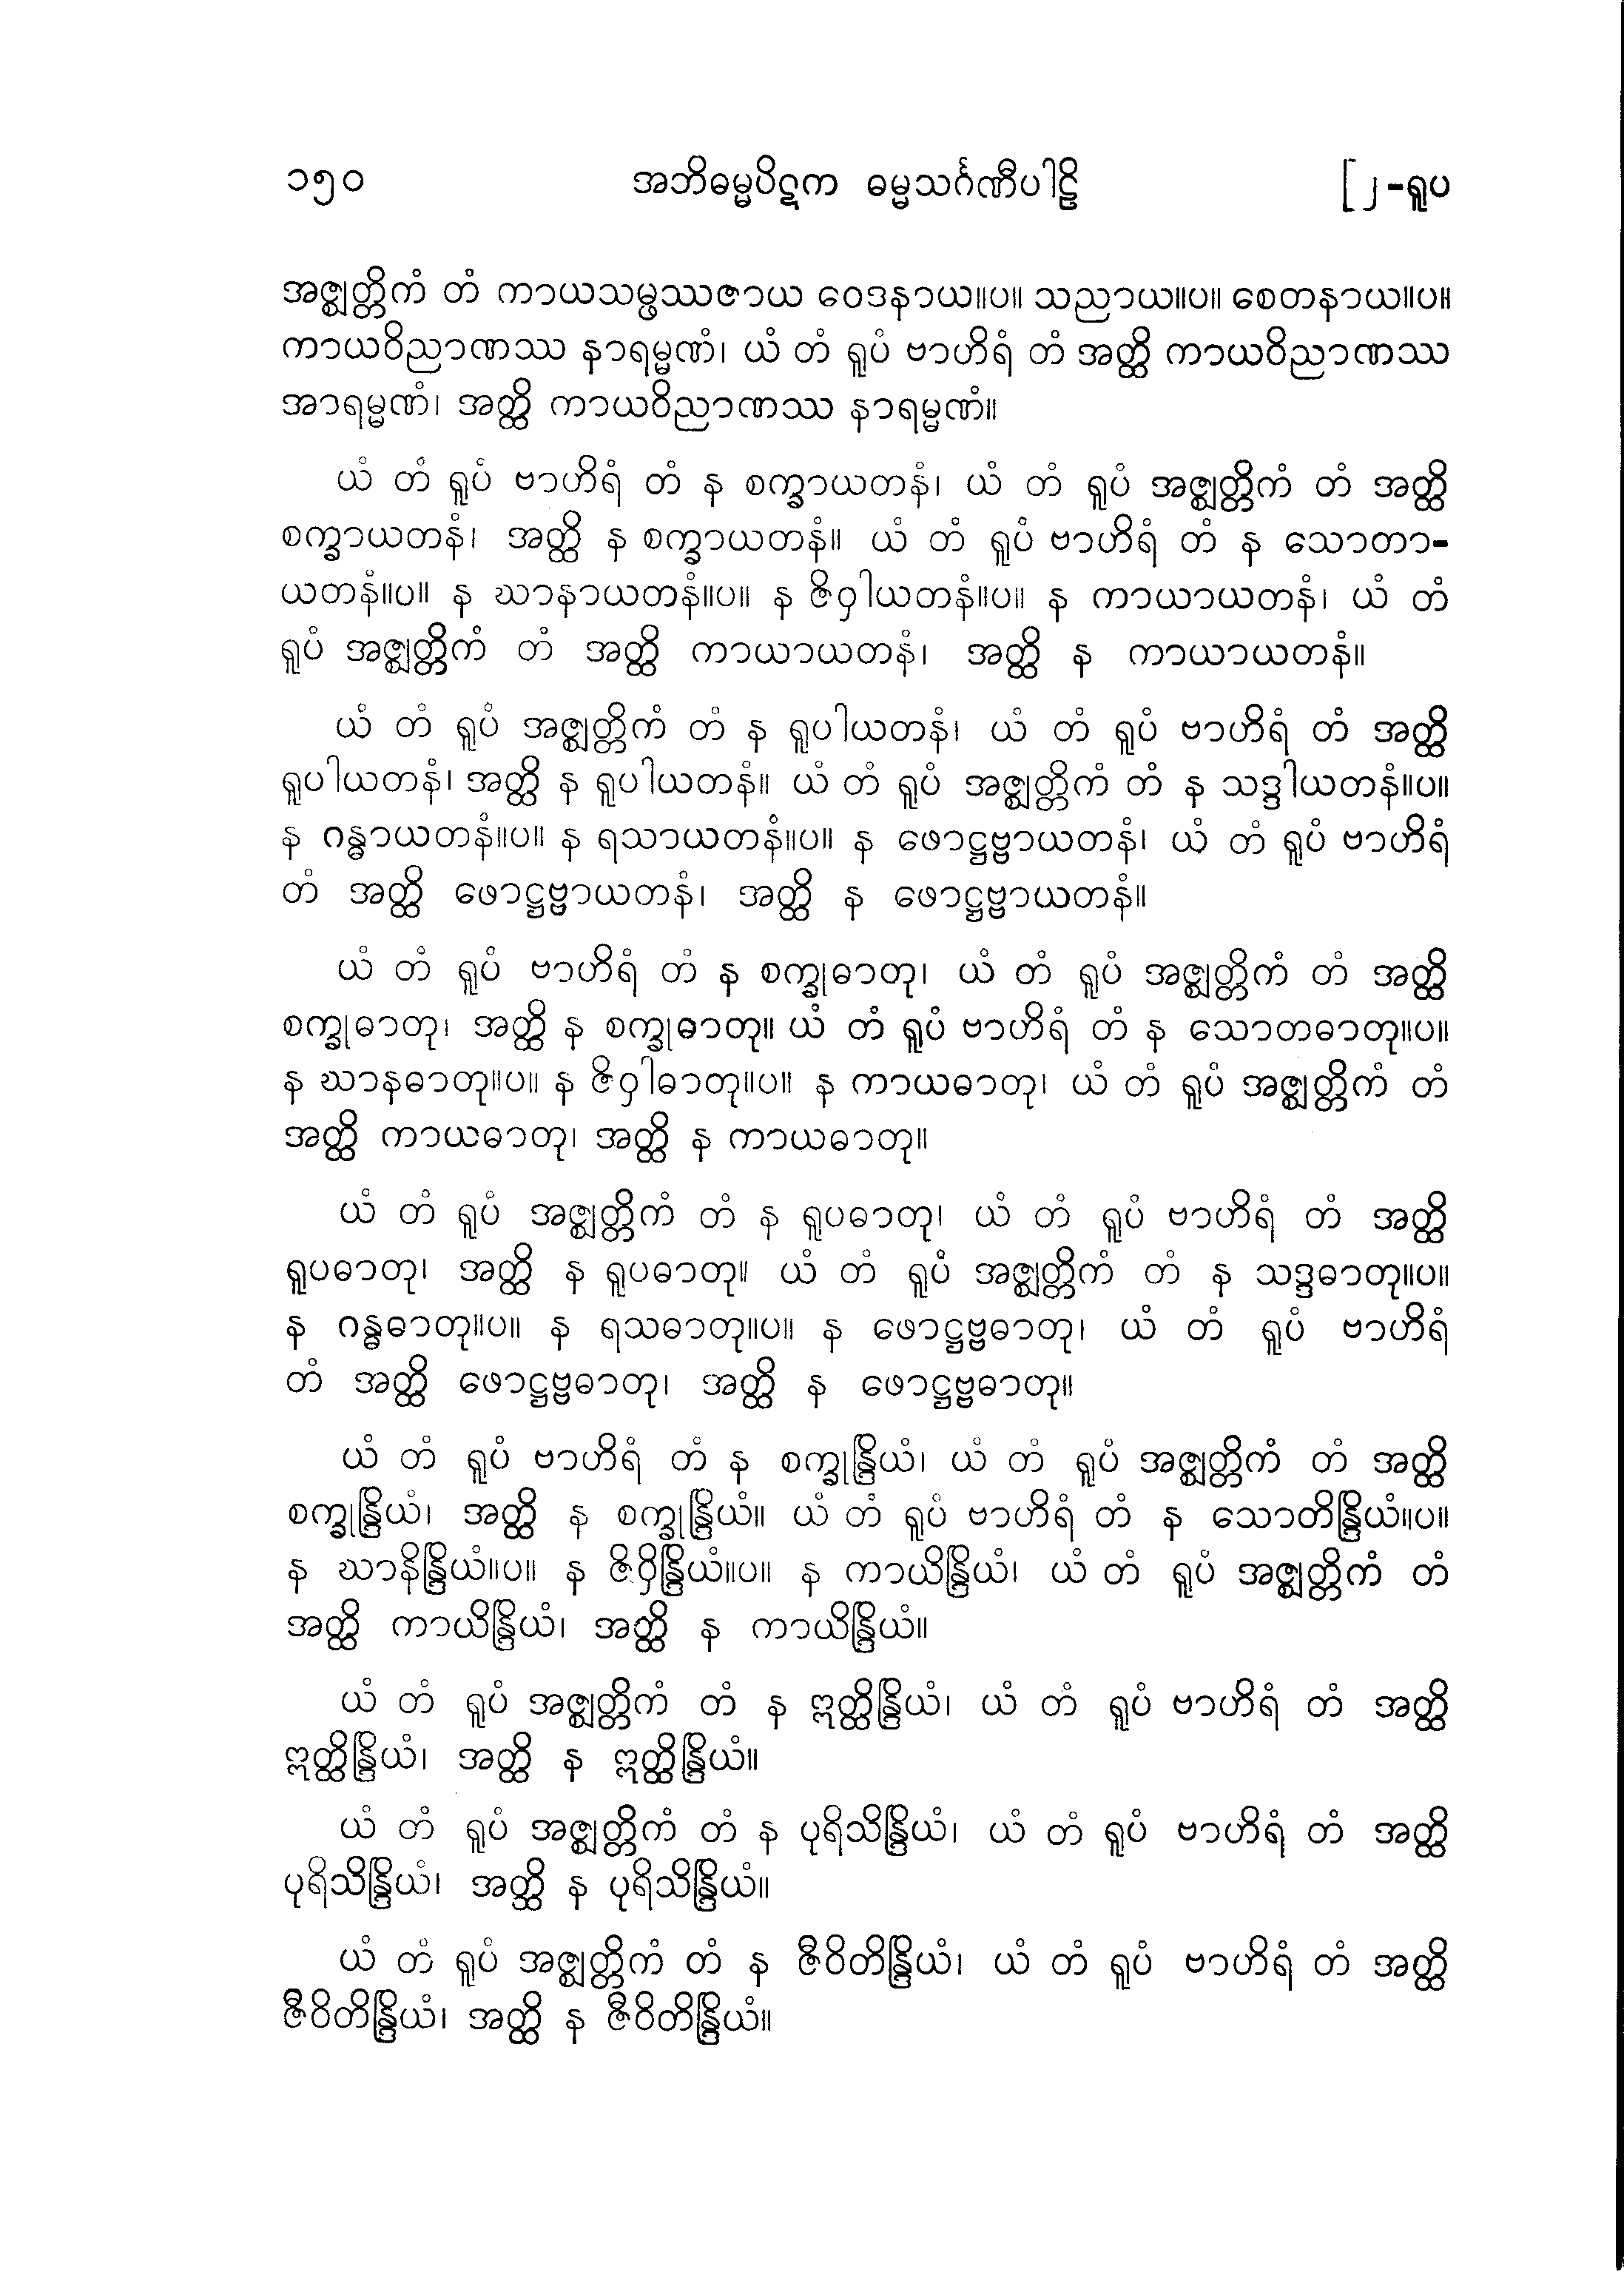 ၁၅၀ အဘိဓမ္မပိဋက ဓမ္မသင်္ဂဏီပါဠိ [၂-ရူပ
အဇ္ဈတ္တိကံ တံ ကာယသမ္ဖဿဇာယ ဝေဒနာယ။ပ။ သညာယ။ပ။ စေတနာယ။ပ။
ကာယဝိညာဏဿ နာရမ္မဏံ၊ ယံ တံ ရူပံ ဗာဟိရံ တံ အတ္ထိ ကာယဝိညာဏဿ
အာရမ္မဏံ၊ အတ္ထိ ကာယဝိညာဏဿ နာရမ္မဏံ။
ယံ တံ ရူပံ ဗာဟိရံ တံ န စက္ခာယတနံ၊ ယံ တံ ရူပံ အဇ္ဈတ္တိကံ တံ အတ္ထိ
စက္ခာယတနံ၊ အတ္ထိ န စက္ခာယတနံ။ ယံ တံ ရူပံ ဗာဟိရံ တံ န သောတာ-
ယတနံ။ပ။ န ဃာနာယတနံ။ပ။ န ဇိဝှါယတနံ။ပ။ န ကာယာယတနံ၊ ယံ တံ
ရူပံ အဇ္ဈတ္တိကံ တံ အတ္ထိ ကာယာယတနံ၊ အတ္ထိ န ကာယာယတနံ။
ယံ တံ ရူပံ အဇ္ဈတ္တိကံ တံ န ရူပါယတနံ၊ ယံ တံ ရူပံ ဗာဟိရံ တံ အတ္ထိ
ရူပါယတနံ၊ အတ္ထိ န ရူပါယတနံ။ ယံ တံ ရူပံ အဇ္ဈတ္တိကံ တံ န သဒ္ဒါယတနံ။ပ။
န ဂန္ဓာယတနံ။ပ။ န ရသာယတနံ။ပ။ န ဖောဋ္ဌဗ္ဗာယတနံ၊ ယံ တံ ရူပံ ဗာဟိရံ
တံ အတ္ထိ ဖောဋ္ဌဗ္ဗာယတနံ၊ အတ္ထိ န ဖောဋ္ဌဗ္ဗာယတနံ။
ယံ တံ ရူပံ ဗာဟိရံ တံ န စက္ခုဓာတု၊ ယံ တံ ရူပံ အဇ္ဈတ္တိကံ တံ အတ္ထိ
စက္ခုဓာတု၊ အတ္ထိ န စက္ခုဓာတု။ ယံ တံ ရူပံ ဗာဟိရံ တံ န သောတဓာတု။ပ။
န ဃာနဓာတု။ပ။ န ဇိဝှါဓာတု။ပ။ န ကာယဓာတု၊ ယံ တံ ရူပံ အဇ္ဈတ္တိကံ တံ
အတ္ထိ ကာယဓာတု၊ အတ္ထိ န ကာယဓာတု။
ယံ တံ ရူပံ အဇ္ဈတ္တိကံ တံ န ရူပဓာတု၊ ယံ တံ ရူပံ ဗာဟိရံ တံ အတ္ထိ
ရူပဓာတု၊ အတ္ထိ န ရူပဓာတု။ ယံ တံ ရူပံ အဇ္ဈတ္တိကံ တံ န သဒ္ဒဓာတု။ပ။
န ဂန္ဓဓာတု။ပ။ န ရသဓာတု။ပ။ န ဖောဋ္ဌဗ္ဗဓာတု၊ ယံ တံ ရူပံ ဗာဟိရံ
တံ အတ္ထိ ဖောဋ္ဌဗ္ဗဓာတု၊ အတ္ထိ န ဖောဋ္ဌဗ္ဗဓာတု။
ယံ တံ ရူပံ ဗာဟိရံ တံ န စက္ခုန္ဒြိယံ၊ ယံ တံ ရူပံ အဇ္ဈတ္တိကံ တံ အတ္ထိ
စက္ခုန္ဒြိယံ၊ အတ္ထိ န စက္ခုန္ဒြိယံ။ ယံ တံ ရူပံ ဗာဟိရံ တံ န သောတိန္ဒြိယံ။ပ။
န ဃာနိန္ဒြိယံ။ပ။ န ဇိဝှိန္ဒြိယံ။ပ။ န ကာယိန္ဒြိယံ၊ ယံ တံ ရူပံ အဇ္ဈတ္တိကံ တံ
အတ္ထိ ကာယိန္ဒြိယံ၊ အတ္ထိ န ကာယိန္ဒြိယံ။
ယံ တံ ရူပံ အဇ္ဈတ္တိကံ တံ န ဣတ္ထိန္ဒြိယံ၊ ယံ တံ ရူပံ ဗာဟိရံ တံ အတ္ထိ
ဣတ္ထိန္ဒြိယံ၊ အတ္ထိ န ဣတ္ထိန္ဒြိယံ။
ယံ တံ ရူပံ အဇ္ဈတ္တိကံ တံ န ပုရိသိန္ဒြိယံ၊ ယံ တံ ရူပံ ဗာဟိရံ တံ အတ္ထိ
ပုရိသိန္ဒြိယံ၊ အတ္ထိ န ပုရိသိန္ဒြိယံ။
ယံ တံ ရူပံ အဇ္ဈတ္တိကံ တံ န ဇီဝိတိန္ဒြိယံ၊ ယံ တံ ရူပံ ဗာဟိရံ တံ အတ္ထိ
ဇီဝိတိန္ဒြိယံ၊ အတ္ထိ န ဇီဝိတိန္ဒြိယံ။